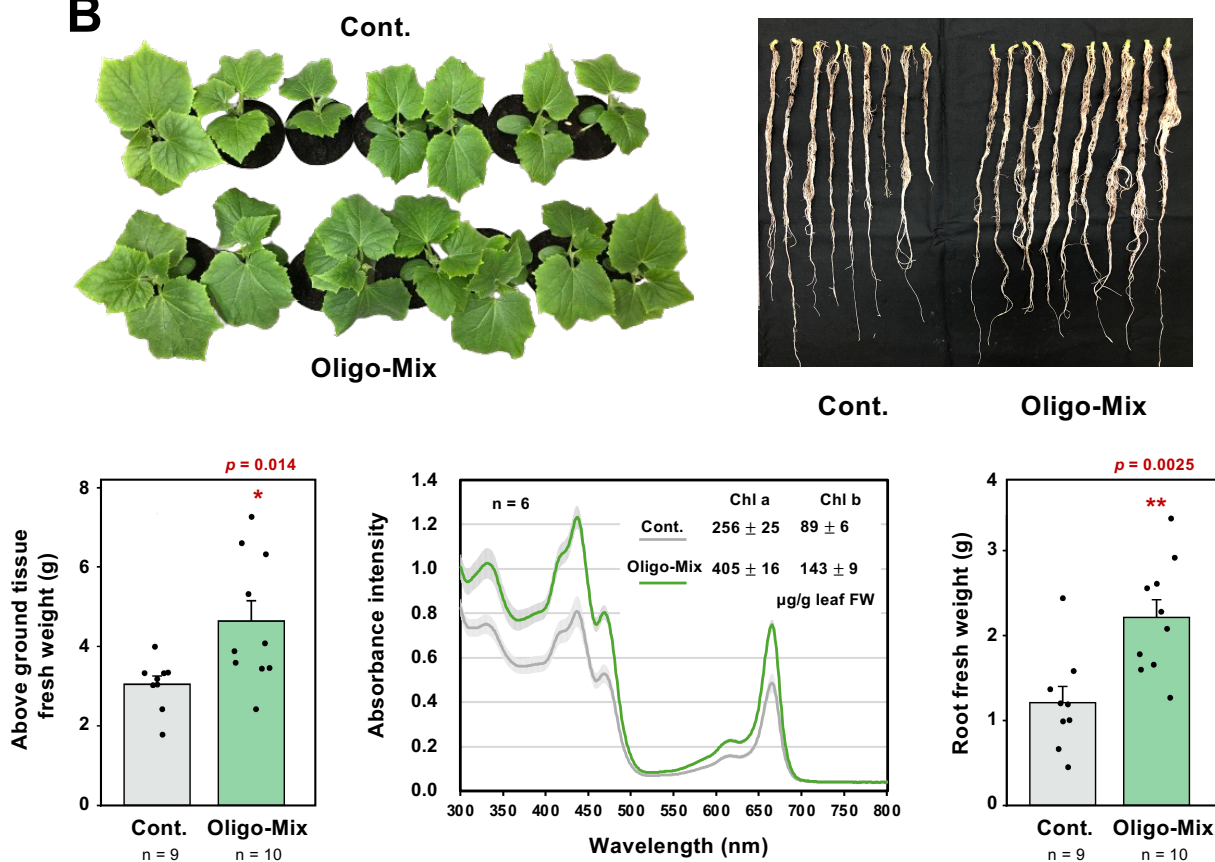 B
Cont.
Oligo-Mix
Cont.
Oligo-Mix
p = 0.014
*
Above ground tissue
fresh weight (g)
8
6
4
2
0
Cont.
Oligo-Mix
n = 9
n = 10
Absorbance intensity
1.4
1.2
1.0
0.8
0.6
0.4
0.2
0.0
n = 6
Chl a
Chl b
Cont.
256 ± 25
89 ± 6
Oligo-Mix
405 ± 16
143 ± 9
µg/g leaf FW
300 350 400 450 500 550 600 650 700 750 800
Wavelength (nm)
p = 0.0025
**
Root fresh weight (g)
4
3
2
1
0
Cont.
Oligo-Mix
n = 9
n = 10